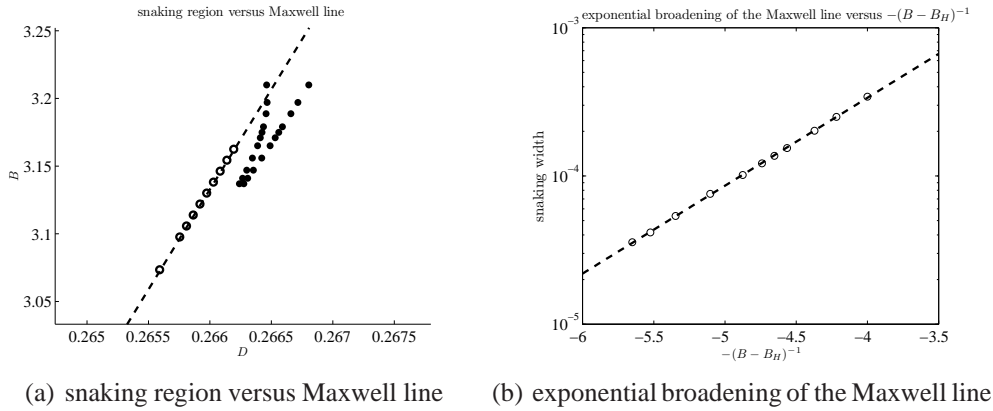 snaking region versus Maxwell line
3.25
3.2
3.15
3.1
3.05
B
0.265 0.2655 0.266 0.2665 0.267 0.2675
D
(a) snaking region versus Maxwell line
exponential broadening of the Maxwell line versus −(B − B_H)^{−1}
10^{−3}
10^{−4}
10^{−5}
snaking width
−6 −5.5 −5 −4.5 −4 −3.5
−(B − B_H)^{−1}
(b) exponential broadening of the Maxwell line